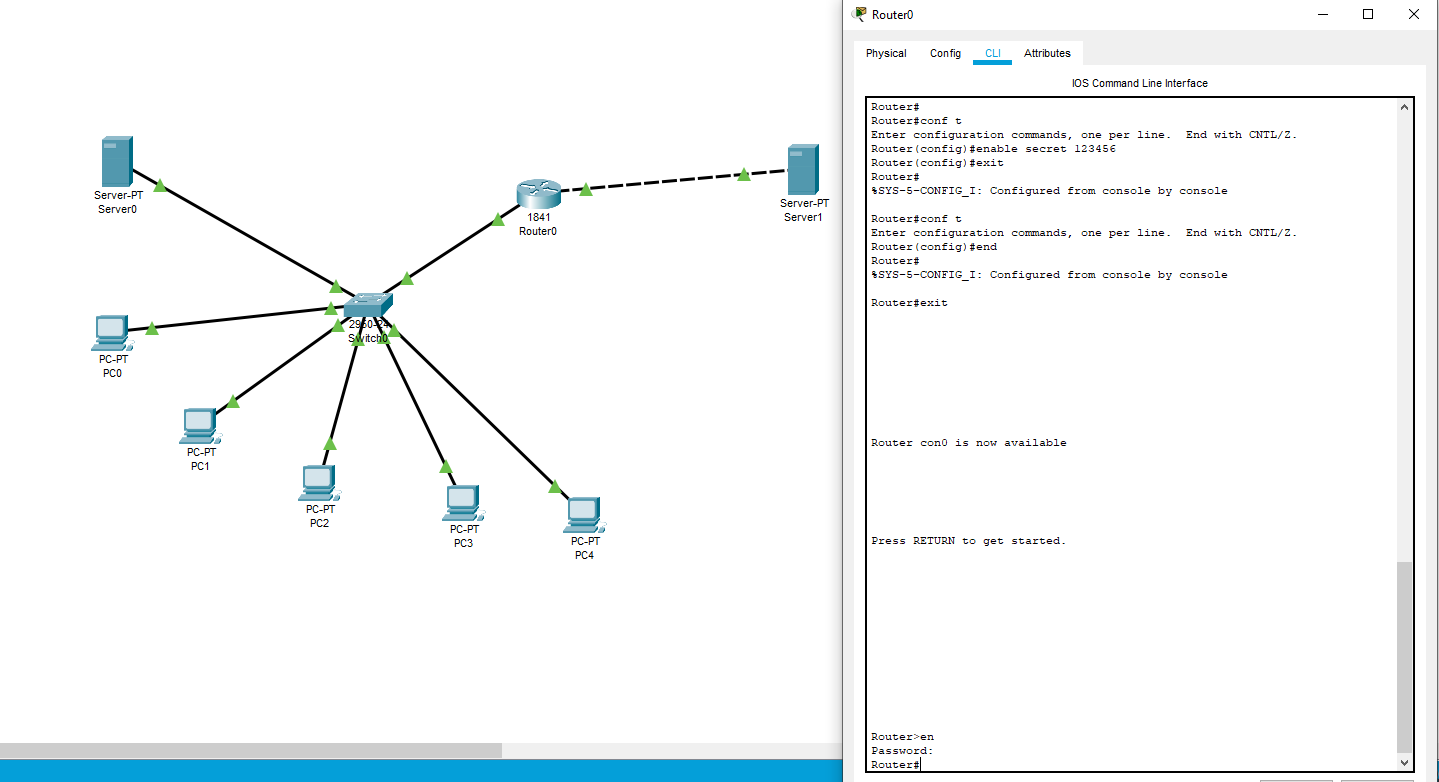 Server-PT
Server0
1841
Router0
Server-PT
Server1
2960-24
Switch0
PC-PT
PC0
PC-PT
PC1
PC-PT
PC2
PC-PT
PC3
PC-PT
PC4
Router0
Physical Config CLI Attributes
IOS Command Line Interface
Router#
Router#conf t
Enter configuration commands, one per line. End with CNTL/Z.
Router(config)#enable secret 123456
Router(config)#exit
Router#
%SYS-5-CONFIG_I: Configured from console by console
Router#conf t
Enter configuration commands, one per line. End with CNTL/Z.
Router(config)#end
Router#
%SYS-5-CONFIG_I: Configured from console by console
Router#exit
Router con0 is now available
Press RETURN to get started.
Router>en
Password:
Router#